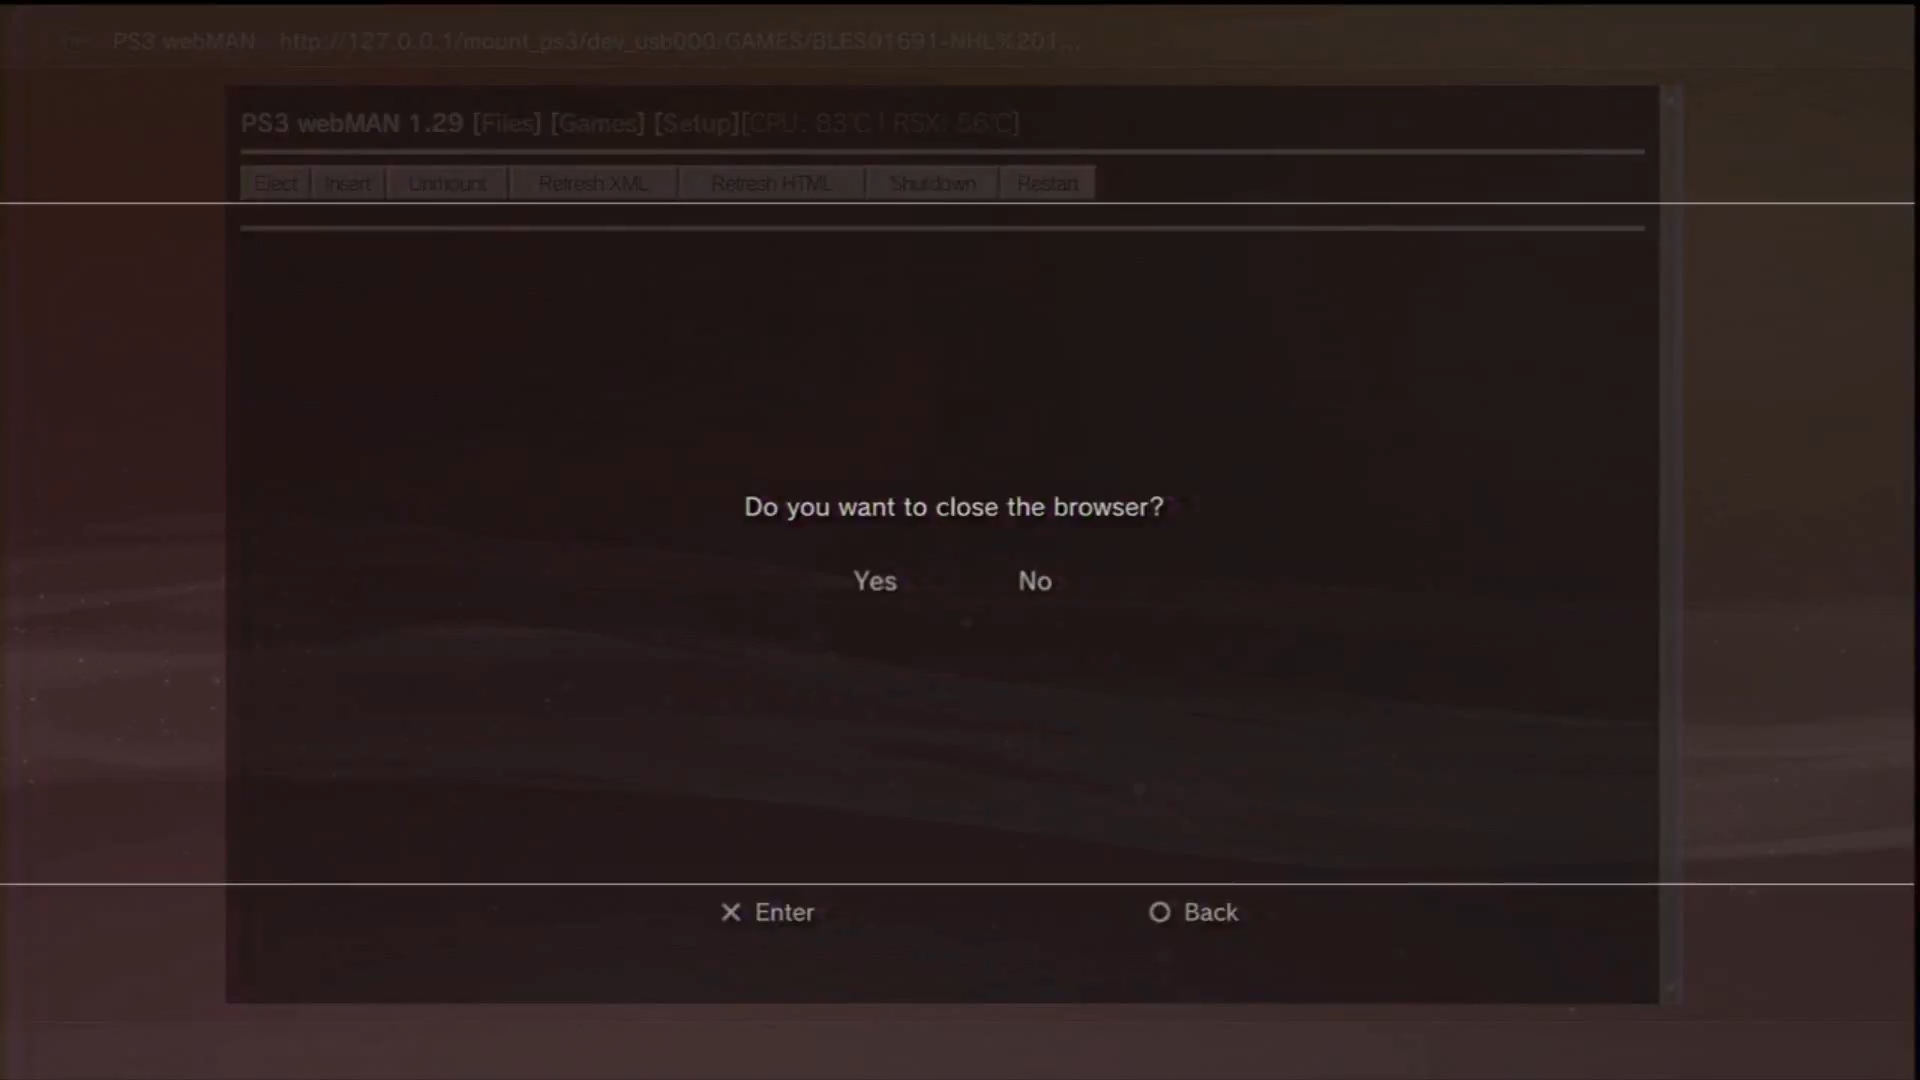 PS3 webMAN - http://127.0.0.1/mount_ps3/dev_usb000/GAMES/BLES01691-NHL%201...
PS3 webMAN 1.29 [Files] [Games] [Setup][CPU: 83°C | RSX: 56°C]
Eject Insert Unmount Refresh XML Refresh HTML Shutdown Restart
Do you want to close the browser?
Yes No
Enter Back